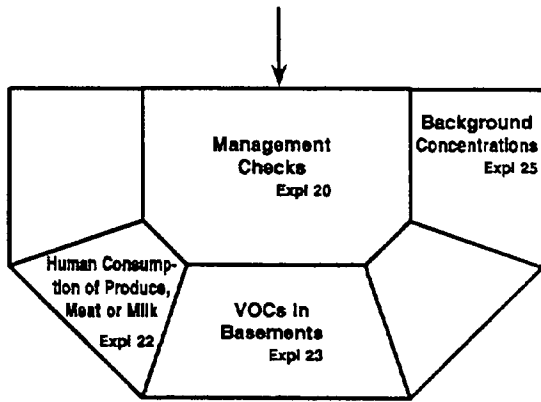 Management
Checks
Expl 20
Background
Concentrations
Expl 25
Human Consump-
tion of Produce,
Meat or Milk
Expl 22
VOCs in
Basements
Expl 23